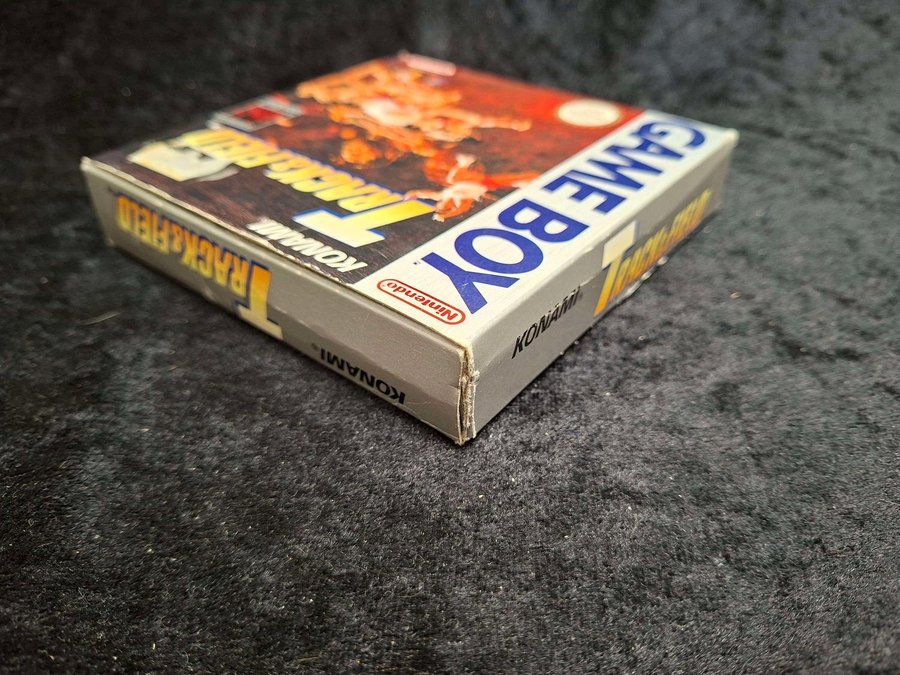 GAME BOY
Nintendo®
KONAMI®
TRACK & FIELD
KONAMI®
TRACK & FIELD
KONAMI®
TRACK & FIELD